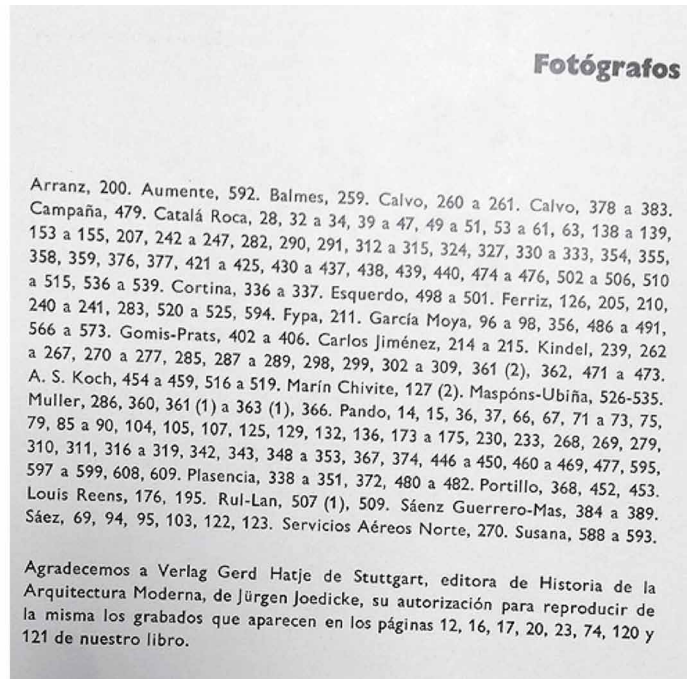 Fotógrafos
Arranz, 200. Aumente, 592. Balmes, 259. Calvo, 260 a 261. Calvo, 378 a 383.
Campaña, 479. Catalá Roca, 28, 32 a 34, 39 a 47, 49 a 51, 53 a 61, 63, 138 a 139,
153 a 155, 207, 242 a 247, 282, 290, 291, 312 a 315, 324, 327, 330 a 333, 354, 355,
358, 359, 376, 377, 421 a 425, 430 a 437, 438, 439, 440, 474 a 476, 502 a 506, 510
a 515, 536 a 539. Cortina, 336 a 337. Esquerdo, 498 a 501. Ferriz, 126, 205, 210,
240 a 241, 283, 520 a 525, 594. Fypa, 211. García Moya, 96 a 98, 356, 486 a 491,
566 a 573. Gomis-Prats, 402 a 406. Carlos Jiménez, 214 a 215. Kindel, 239, 262
a 267, 270 a 277, 285, 287 a 289, 298, 299, 302 a 309, 361 (2), 362, 471 a 473.
A. S. Koch, 454 a 459, 516 a 519. Marín Chivite, 127 (2). Maspóns-Ubiña, 526-535.
Muller, 286, 360, 361 (1) a 363 (1), 366. Pando, 14, 15, 36, 37, 66, 67, 71 a 73, 75,
79, 85 a 90, 104, 105, 107, 125, 129, 132, 136, 173 a 175, 230, 233, 268, 269, 279,
310, 311, 316 a 319, 342, 343, 348 a 353, 367, 374, 446 a 450, 460 a 469, 477, 595,
597 a 599, 608, 609. Plasencia, 338 a 351, 372, 480 a 482. Portillo, 368, 452, 453.
Louis Reens, 176, 195. Rul-Lan, 507 (1), 509. Sáenz Guerrero-Mas, 384 a 389.
Sáez, 69, 94, 95, 103, 122, 123. Servicios Aéreos Norte, 270. Susana, 588 a 593.
Agradecemos a Verlag Gerd Hatje de Stuttgart, editora de Historia de la
Arquitectura Moderna, de Jürgen Joedicke, su autorización para reproducir de
la misma los grabados que aparecen en los páginas 12, 16, 17, 20, 23, 74, 120 y
121 de nuestro libro.